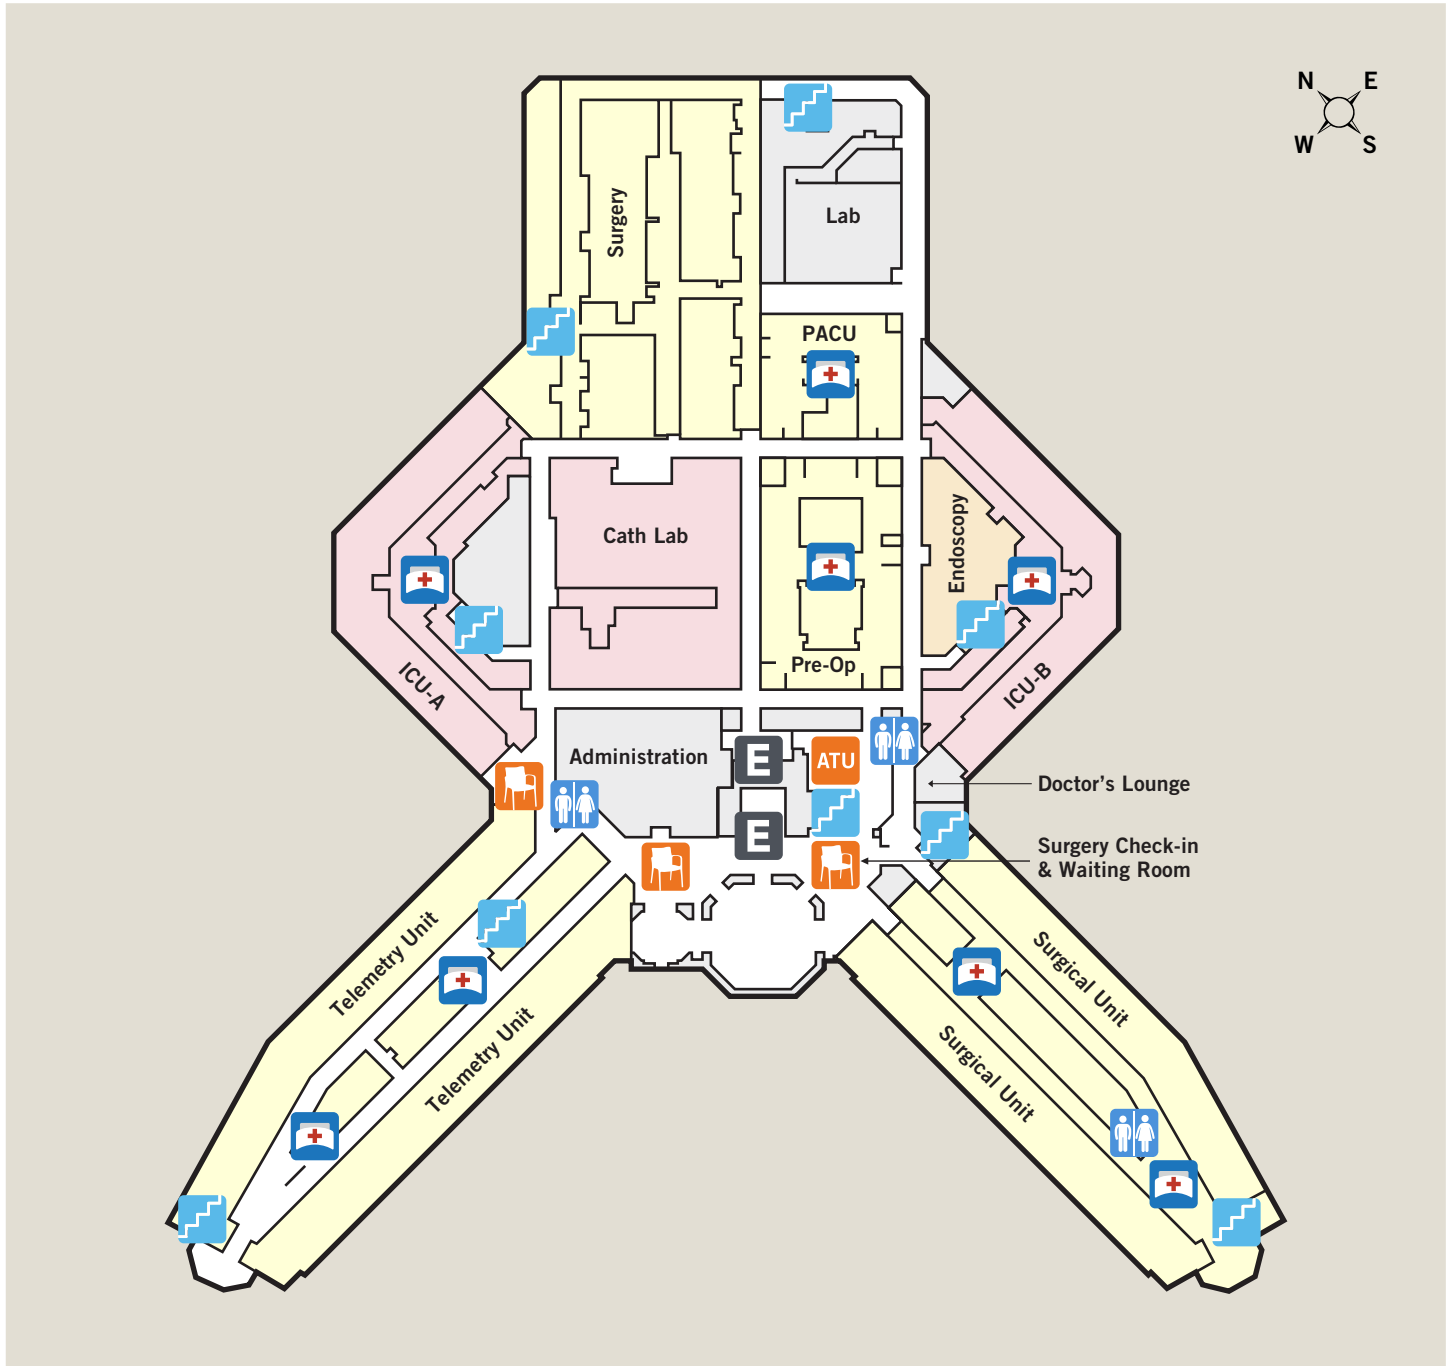 N E
W S
Surgery
Lab
PACU
Cath Lab
Endoscopy
Pre-Op
ICU-A
ICU-B
Administration
E
ATU
Doctor's Lounge
E
Surgery Check-in
& Waiting Room
Telemetry Unit
Telemetry Unit
Surgical Unit
Surgical Unit